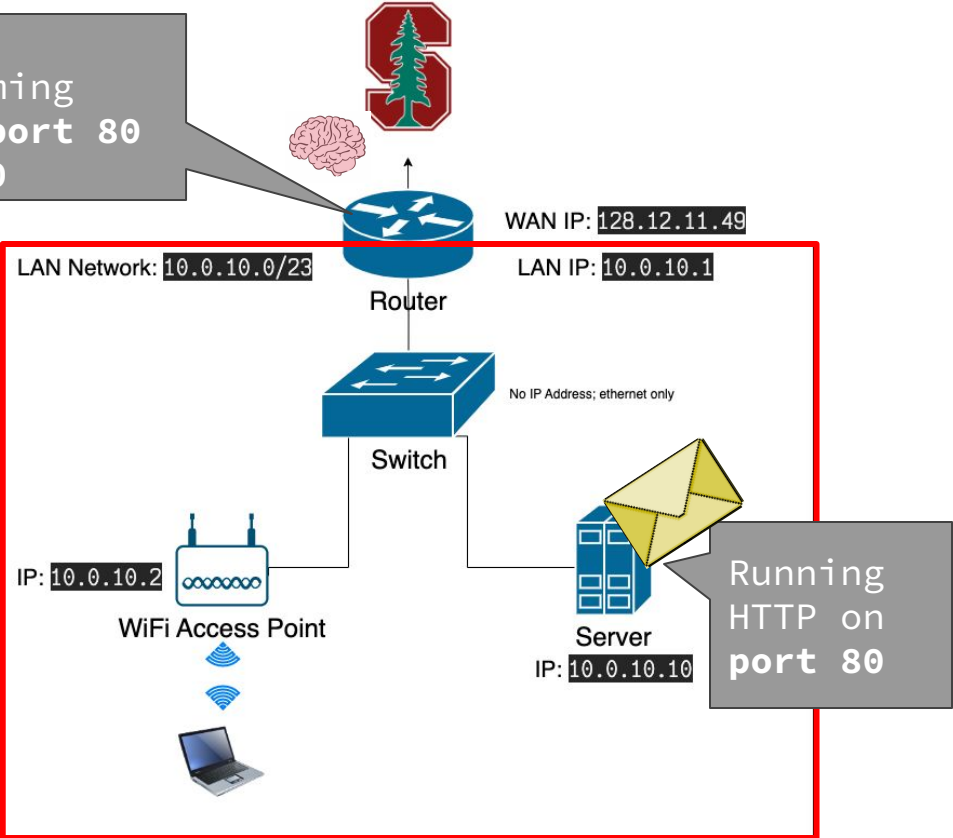 port 80
WAN IP: 128.12.11.49
LAN Network: 10.0.10.0/23
LAN IP: 10.0.10.1
Router
No IP Address; ethernet only
Switch
IP: 10.0.10.2
WiFi Access Point
Running
HTTP on
port 80
Server
IP: 10.0.10.10